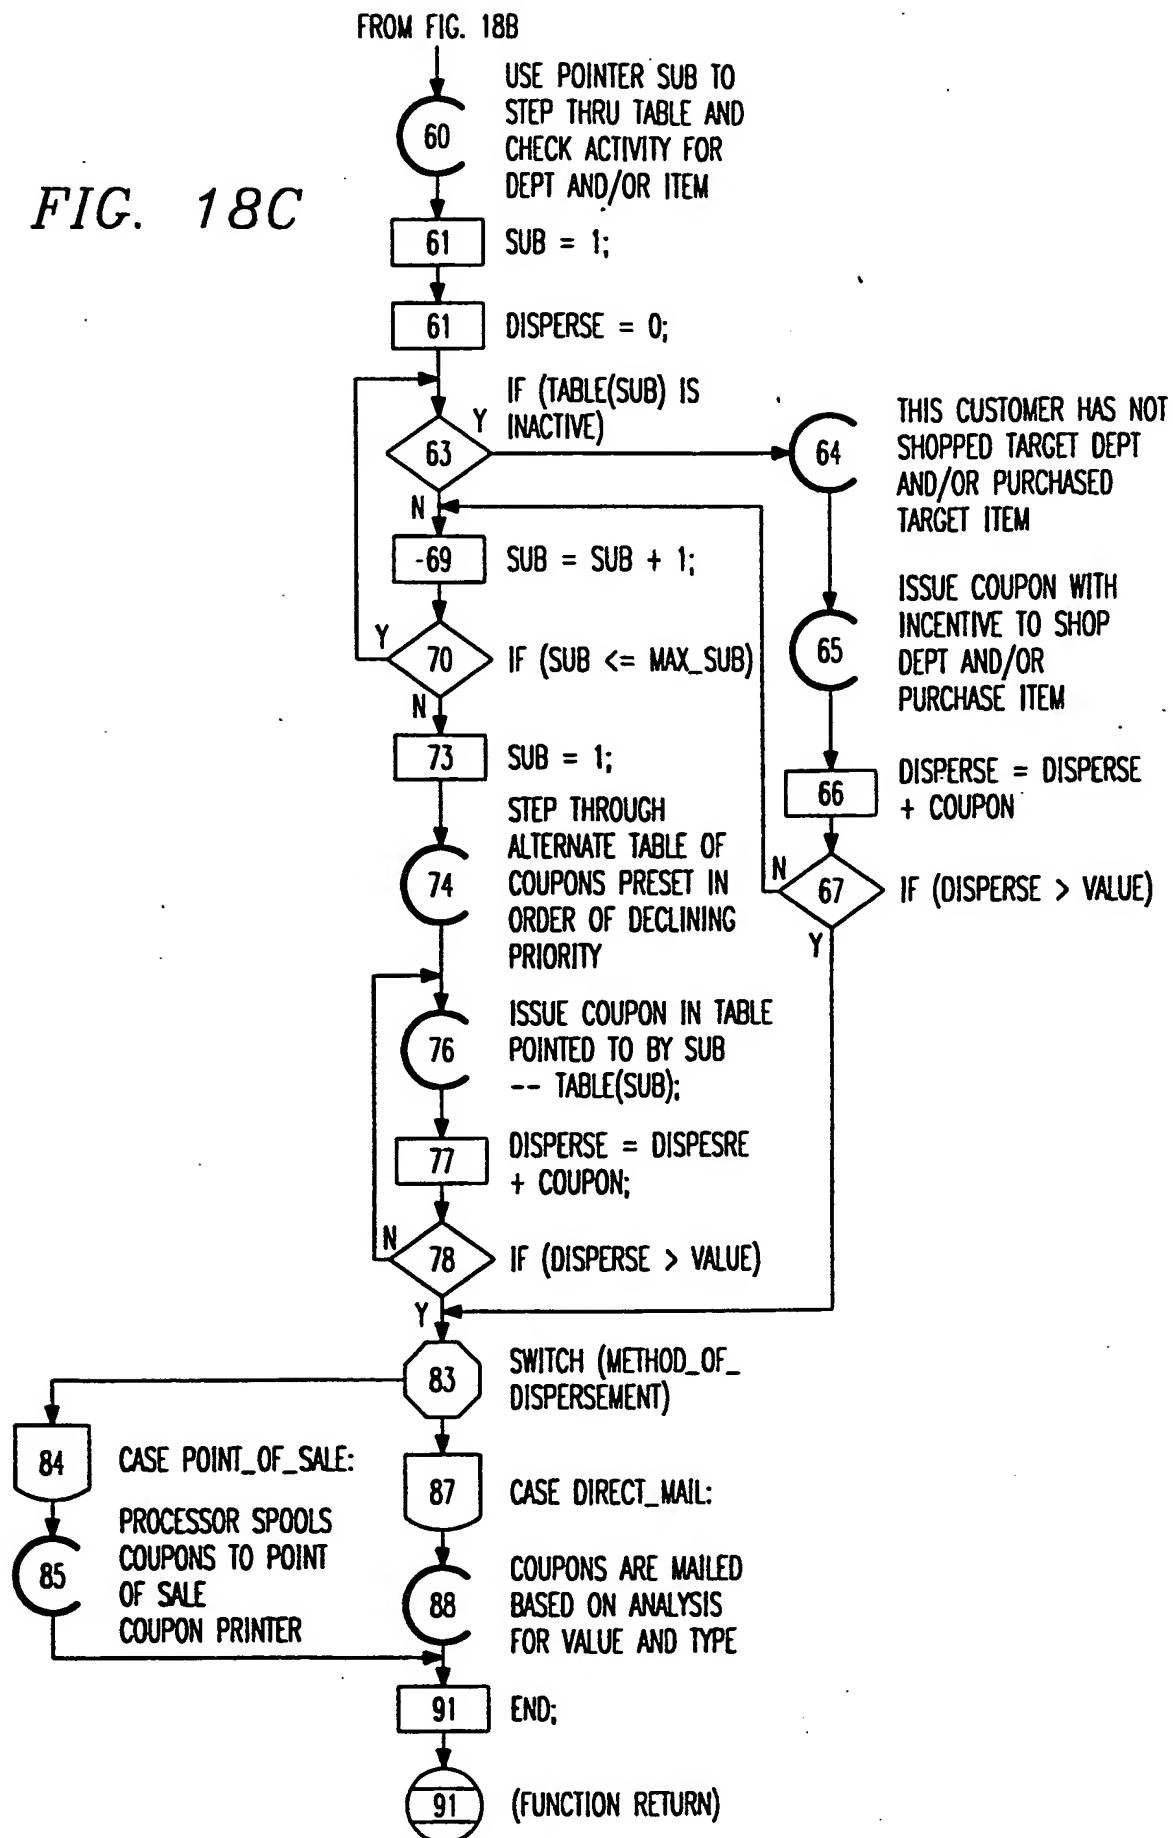 FROM FIG. 18B
FIG. 18C
60
USE POINTER SUB TO
STEP THRU TABLE AND
CHECK ACTIVITY FOR
DEPT AND/OR ITEM
61
SUB = 1;
61
DISPERSE = 0;
IF (TABLE(SUB) IS
INACTIVE)
Y
63
N
64
THIS CUSTOMER HAS NOT
SHOPPED TARGET DEPT
AND/OR PURCHASED
TARGET ITEM
-69
SUB = SUB + 1;
65
ISSUE COUPON WITH
INCENTIVE TO SHOP
DEPT AND/OR
PURCHASE ITEM
Y
70
IF (SUB <= MAX_SUB)
N
73
SUB = 1;
66
DISPERSE = DISPERSE
+ COUPON
74
STEP THROUGH
ALTERNATE TABLE OF
COUPONS PRESET IN
ORDER OF DECLINING
PRIORITY
N
67
IF (DISPERSE > VALUE)
Y
76
ISSUE COUPON IN TABLE
POINTED TO BY SUB
-- TABLE(SUB);
77
DISPERSE = DISPESRE
+ COUPON;
N
78
IF (DISPERSE > VALUE)
Y
83
SWITCH (METHOD_OF_
DISPERSEMENT)
84
CASE POINT_OF_SALE:
87
CASE DIRECT_MAIL:
85
PROCESSOR SPOOLS
COUPONS TO POINT
OF SALE
COUPON PRINTER
88
COUPONS ARE MAILED
BASED ON ANALYSIS
FOR VALUE AND TYPE
91
END;
91
(FUNCTION RETURN)